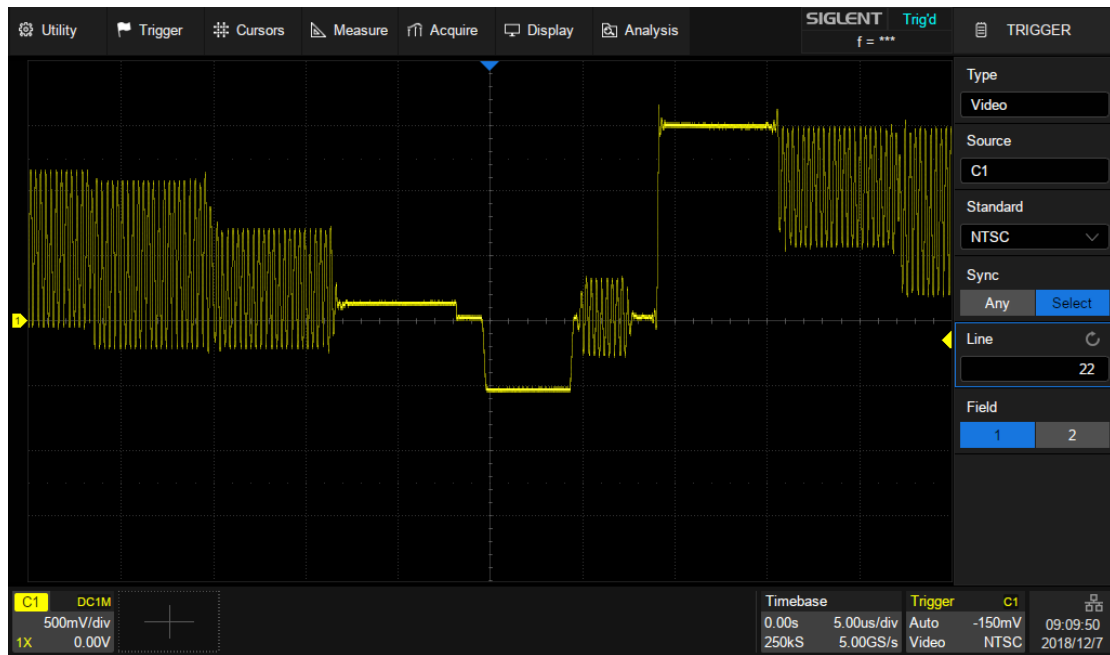 Utility Trigger Cursors Measure Acquire Display Analysis SIGLENT Trig'd TRIGGER
f = ***
Type
Video
Source
C1
Standard
NTSC
Sync
Any Select
Line
22
Field
1 2
1
C1 DC1M
500mV/div
1X 0.00V
Timebase
0.00s 5.00us/div
250kS 5.00GS/s
Trigger C1
Auto -150mV
Video NTSC
09:09:50
2018/12/7